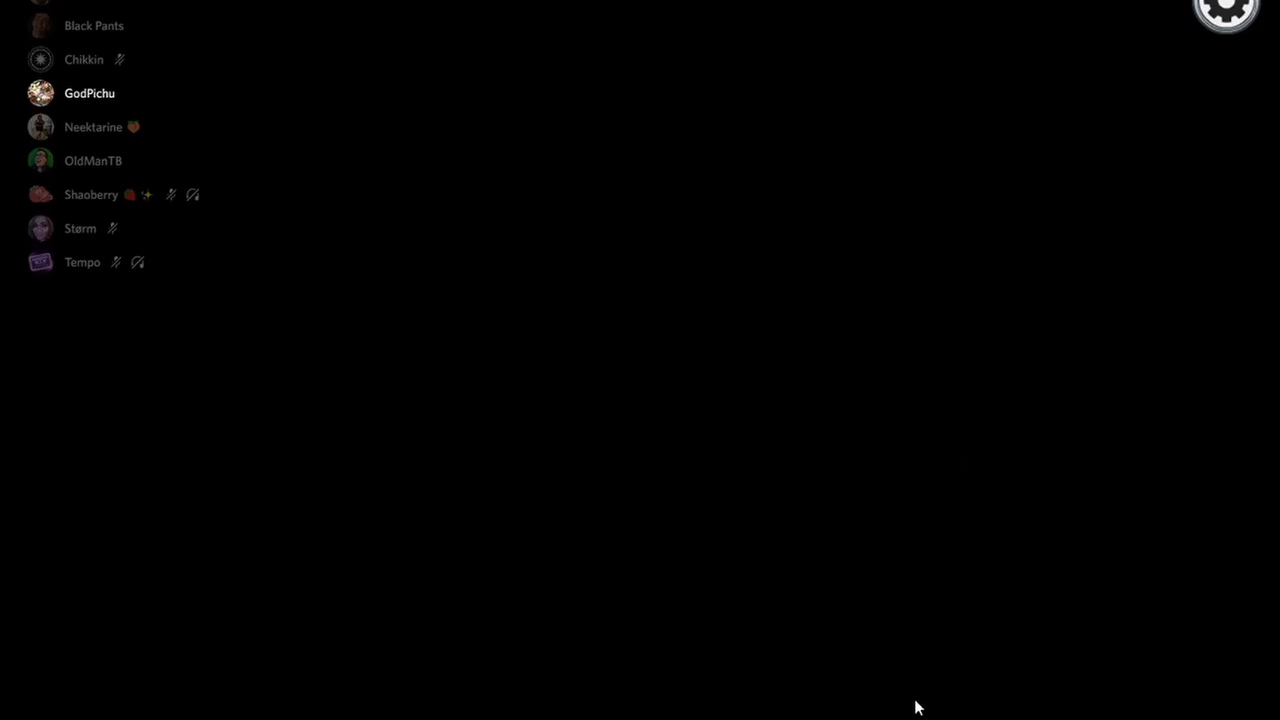 Black Pants
Chikkin
GodPichu
Neektarine 🍑
OldManTB
Shaoberry 🍓 ✨
Størm
Tempo